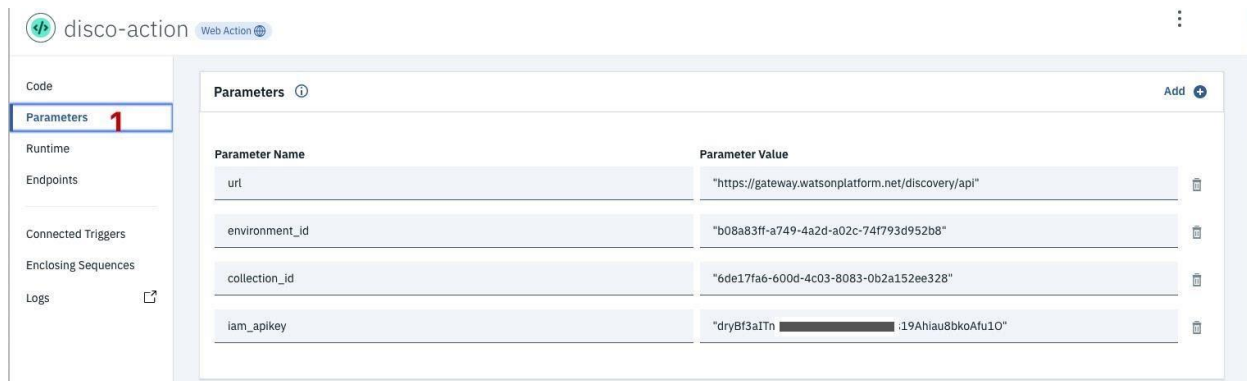 disco-action Web Action
Code
Parameters 1
Runtime
Endpoints
Connected Triggers
Enclosing Sequences
Logs
Parameters
Add
Parameter Name Parameter Value
url "https://gateway.watsonplatform.net/discovery/api"
environment_id "b08a83ff-a749-4a2d-a02c-74f793d952b8"
collection_id "6de17fa6-600d-4c03-8083-0b2a152ee328"
iam_apikey "dryBf3aITn :19Ahiau8bkoAfu1O"